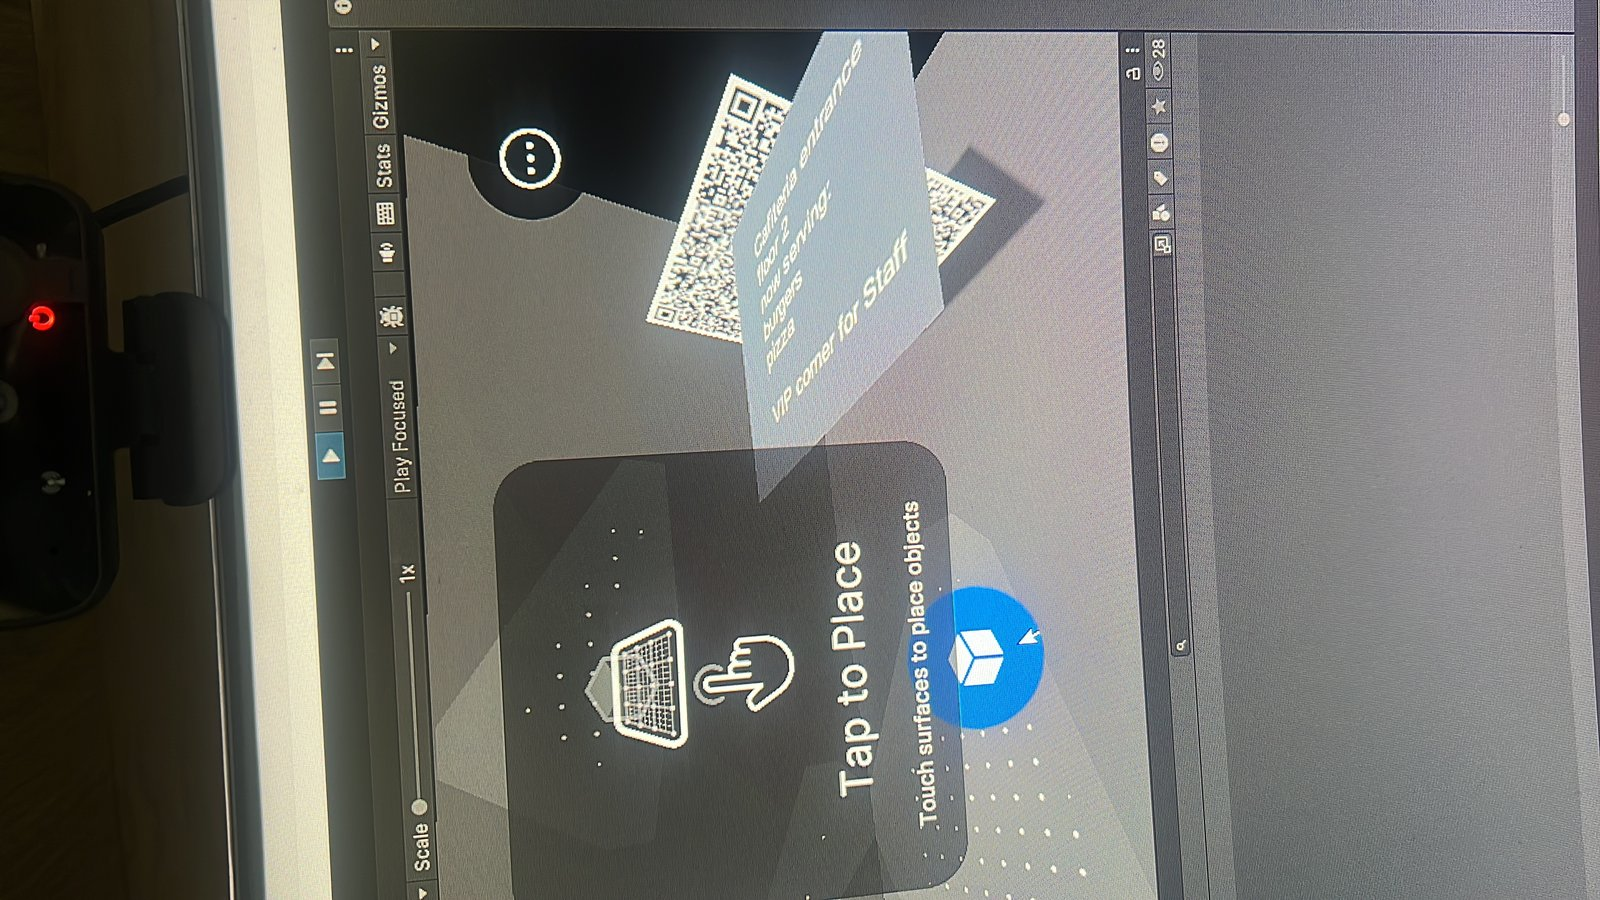 Scale
1x
Play Focused
Stats
Gizmos
28
Cafiteria entrance
floor 2
now serving:
burgers
pizza
VIP corner for Staff
Tap to Place
Touch surfaces to place objects